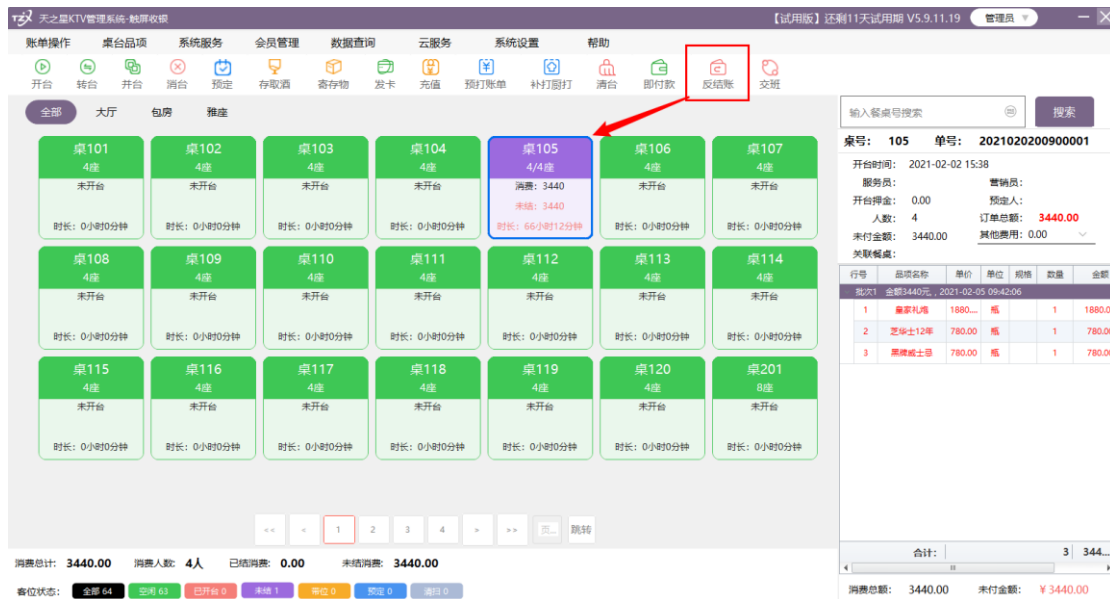 TZX 天之星KTV管理系统-触屏收银 【试用版】还剩11天试用期 V5.9.11.19 管理员
账单操作 桌台品项 系统服务 会员管理 数据查询 云服务 系统设置 帮助
开台 转台 并台 消台 预定 存取酒 寄存物 发卡 充值 预打账单 补打厨打 清台 即付款 反结账 交班
全部 大厅 包房 雅座
输入餐桌号搜索 搜索
桌101 桌102 桌103 桌104 桌105 桌106 桌107
4座 4座 4座 4座 4/4座 4座 4座
未开台 未开台 未开台 未开台 消费: 3440 未开台 未开台
未结: 3440
时长: 0小时0分钟 时长: 0小时0分钟 时长: 0小时0分钟 时长: 0小时0分钟 时长: 66小时12分钟 时长: 0小时0分钟 时长: 0小时0分钟
桌108 桌109 桌110 桌111 桌112 桌113 桌114
4座 4座 4座 4座 4座 4座 4座
未开台 未开台 未开台 未开台 未开台 未开台 未开台
时长: 0小时0分钟 时长: 0小时0分钟 时长: 0小时0分钟 时长: 0小时0分钟 时长: 0小时0分钟 时长: 0小时0分钟 时长: 0小时0分钟
桌115 桌116 桌117 桌118 桌119 桌120 桌201
4座 4座 4座 4座 4座 4座 8座
未开台 未开台 未开台 未开台 未开台 未开台 未开台
时长: 0小时0分钟 时长: 0小时0分钟 时长: 0小时0分钟 时长: 0小时0分钟 时长: 0小时0分钟 时长: 0小时0分钟 时长: 0小时0分钟
<< < 1 2 3 4 > >> 页... 跳转
消费总计: 3440.00 消费人数: 4人 已结消费: 0.00 未结消费: 3440.00
客位状态: 全部 64 空闲 63 已开台 0 未结 1 带位 0 预定 0 清扫 0
桌号: 105 单号: 2021020200900001
开台时间: 2021-02-02 15:38
服务员: 营销员:
开台押金: 0.00 预定人:
人数: 4 订单总额: 3440.00
未付金额: 3440.00 其他费用: 0.00
关联餐桌:
行号 品项名称 单价 单位 规格 数量 金额
批次1 金额3440元 , 2021-02-05 09:42:06
1 皇家礼炮 1880.... 瓶 1 1880.0
2 芝华士12年 780.00 瓶 1 780.00
3 黑牌威士忌 780.00 瓶 1 780.00
合计: 3 344...
消费总额: 3440.00 未付金额: ¥3440.00